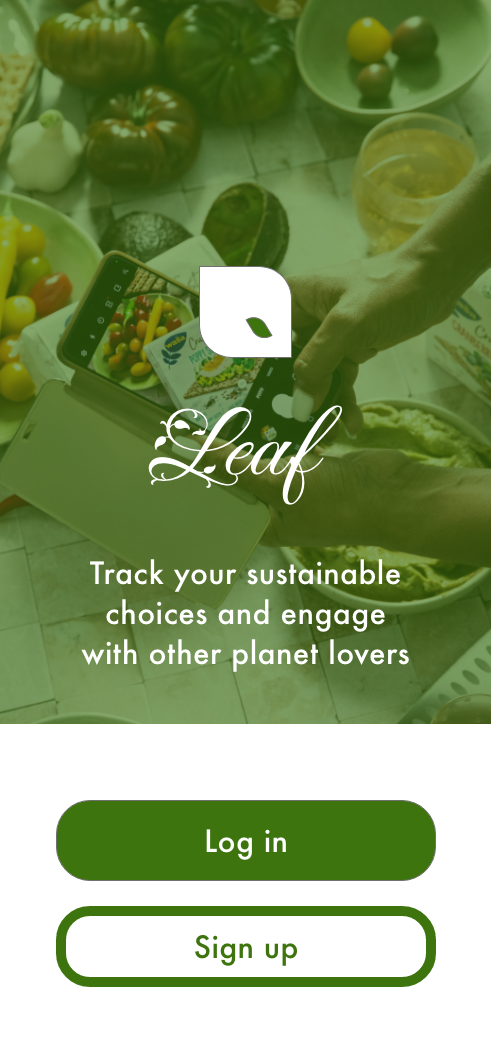 Leaf
Track your sustainable
choices and engage
with other planet lovers
Log in
Sign up